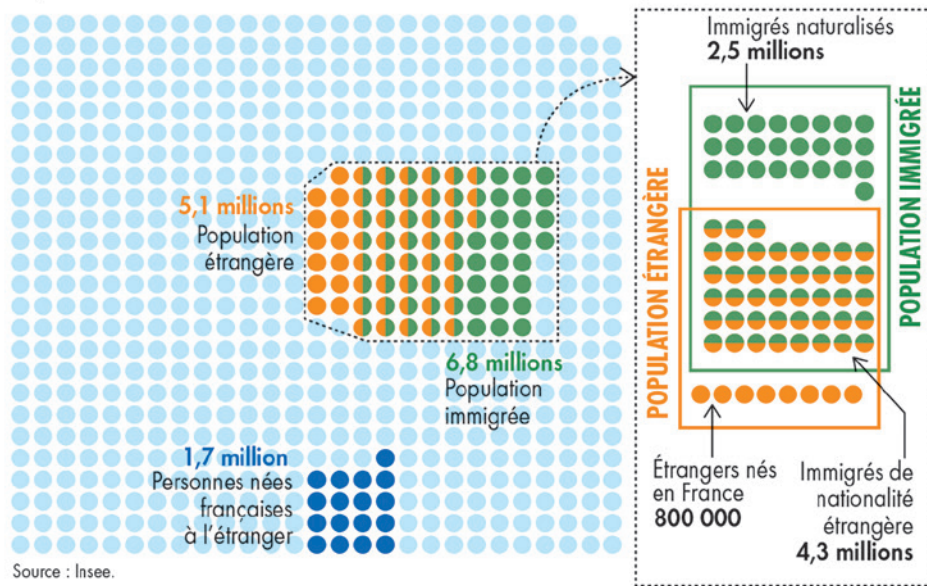 5,1 millions
Population
étrangère
6,8 millions
Population
immigrée
1,7 million
Personnes nées
françaises
à l'étranger
Source : Insee.
Immigrés naturalisés
2,5 millions
POPULATION IMMIGRÉE
POPULATION ÉTRANGÈRE
Étrangers nés
en France
800 000
Immigrés de
nationalité
étrangère
4,3 millions